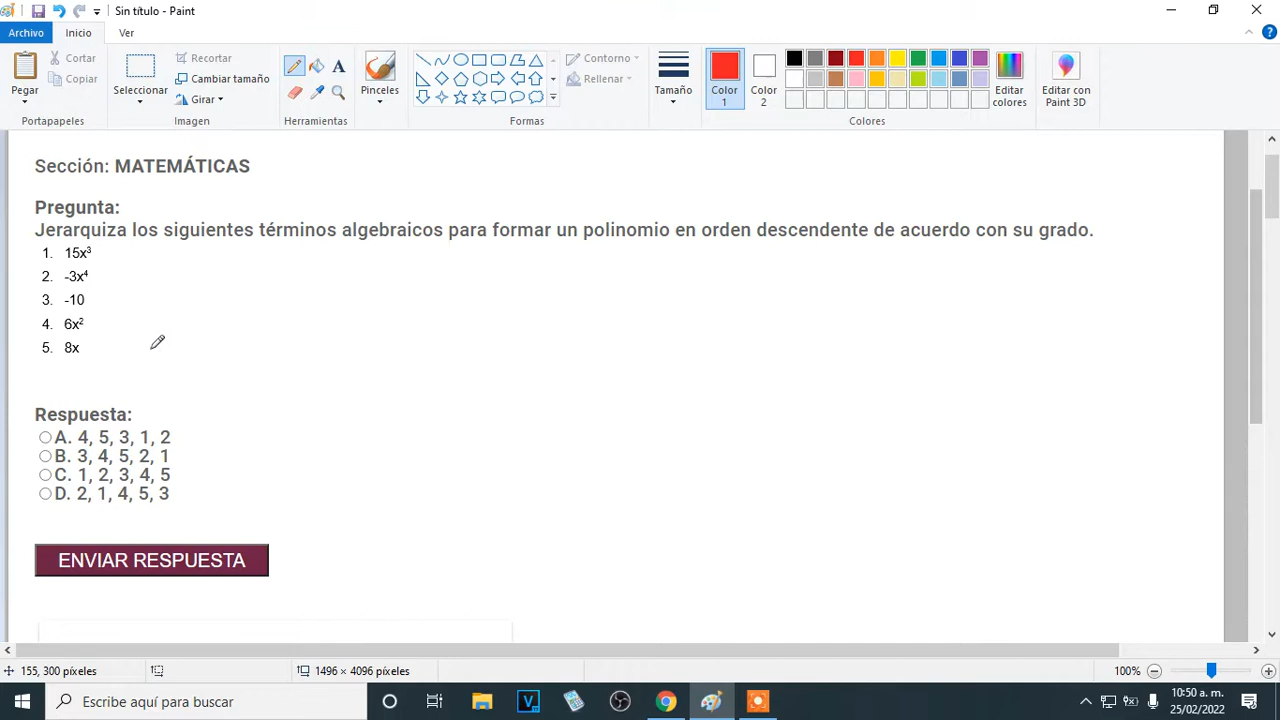 Sin título - Paint
Archivo Inicio Ver
Pegar
Cortar
Copiar
Portapapeles
Seleccionar
Recortar
Cambiar tamaño
Girar
Imagen
A
Herramientas
Pinceles
Contorno
Rellenar
Formas
Tamaño
Color 1
Color 2
Editar colores
Colores
Editar con Paint 3D
Sección: MATEMÁTICAS
Pregunta:
Jerarquiza los siguientes términos algebraicos para formar un polinomio en orden descendente de acuerdo con su grado.
1. 15x³
2. -3x⁴
3. -10
4. 6x²
5. 8x
Respuesta:
A. 4, 5, 3, 1, 2
B. 3, 4, 5, 2, 1
C. 1, 2, 3, 4, 5
D. 2, 1, 4, 5, 3
ENVIAR RESPUESTA
155, 300 píxeles 1496 × 4096 píxeles 100%
Escribe aquí para buscar
10:50 a. m.
25/02/2022